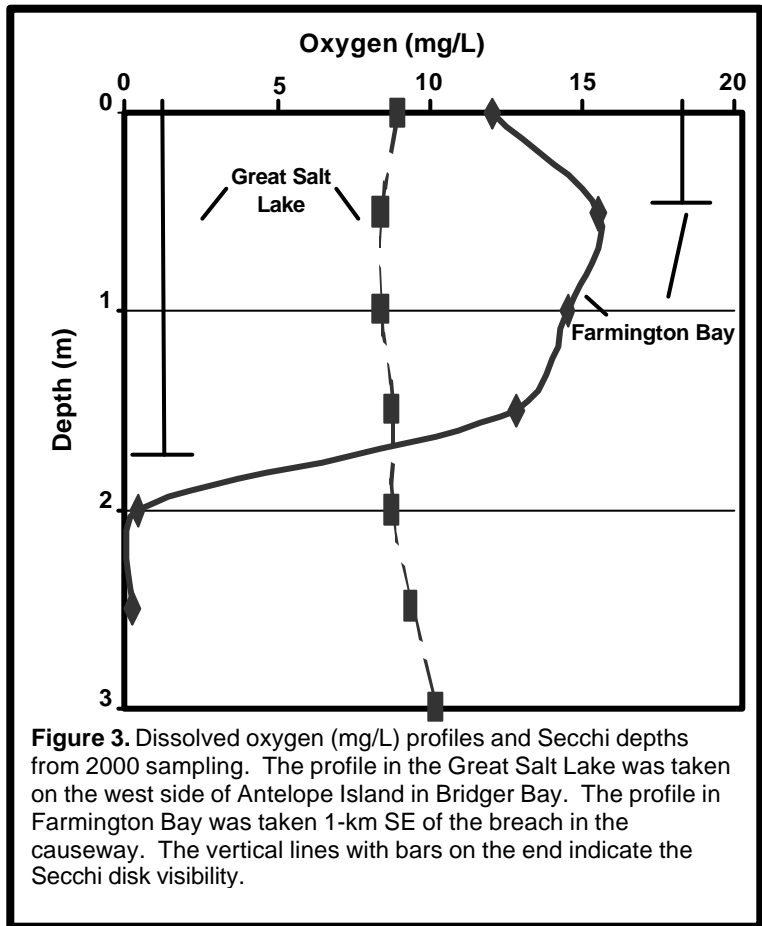 Oxygen (mg/L)
0 5 10 15 20
0
Great Salt
Lake
1
Farmington Bay
Depth (m)
2
3
Figure 3. Dissolved oxygen (mg/L) profiles and Secchi depths
from 2000 sampling. The profile in the Great Salt Lake was taken
on the west side of Antelope Island in Bridger Bay. The profile in
Farmington Bay was taken 1-km SE of the breach in the
causeway. The vertical lines with bars on the end indicate the
Secchi disk visibility.